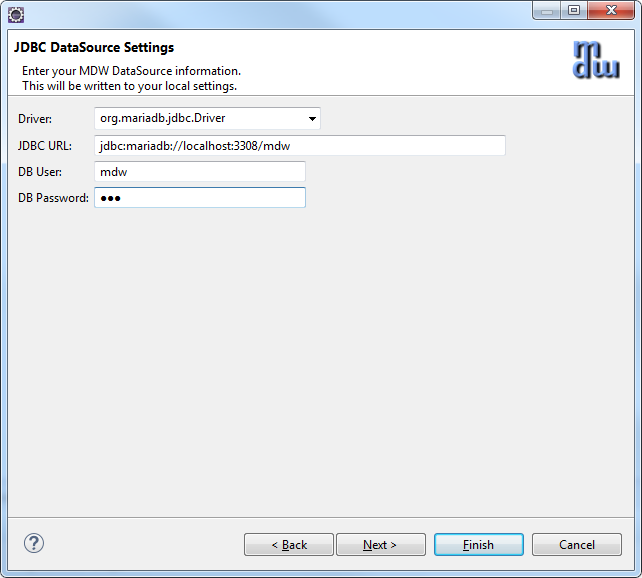 JDBC DataSource Settings
Enter your MDW DataSource information.
This will be written to your local settings.
mdw
Driver: org.mariadb.jdbc.Driver
JDBC URL: jdbc:mariadb://localhost:3308/mdw
DB User: mdw
DB Password: ●●●
? < Back Next > Finish Cancel